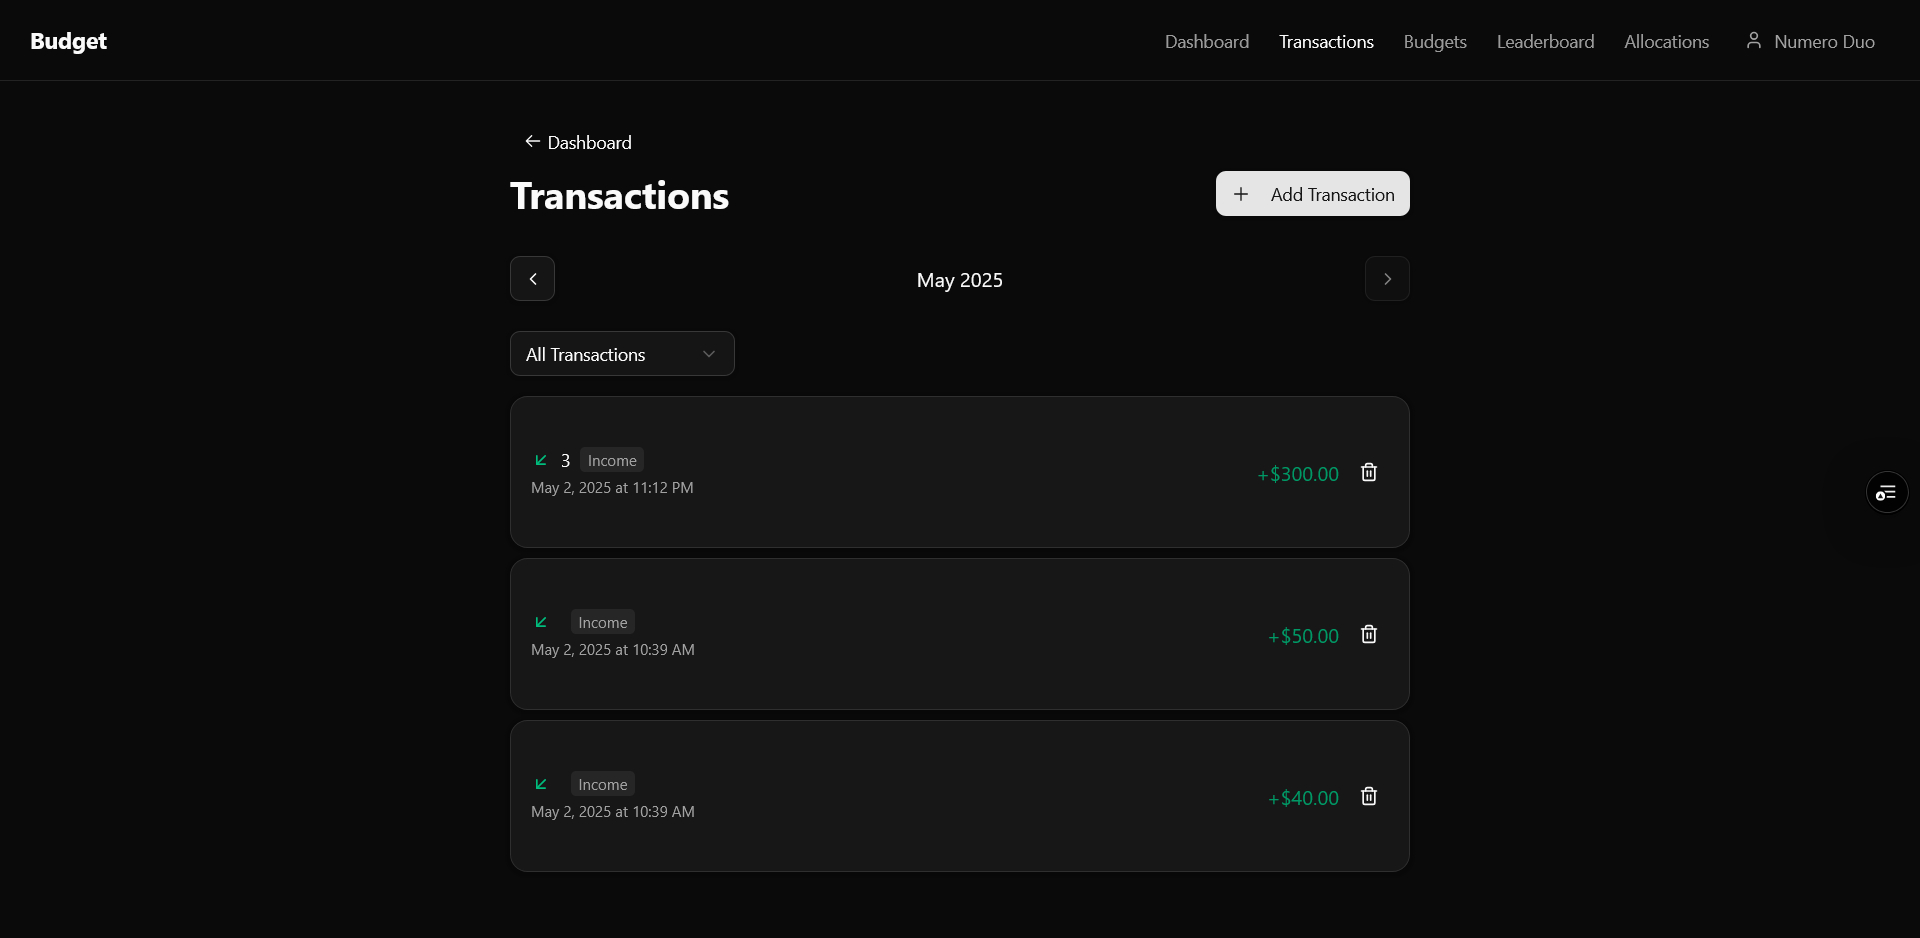 Budget
Dashboard Transactions Budgets Leaderboard Allocations Numero Duo
Dashboard
Transactions
Add Transaction
May 2025
All Transactions
3 Income
May 2, 2025 at 11:12 PM
+$300.00
Income
May 2, 2025 at 10:39 AM
+$50.00
Income
May 2, 2025 at 10:39 AM
+$40.00